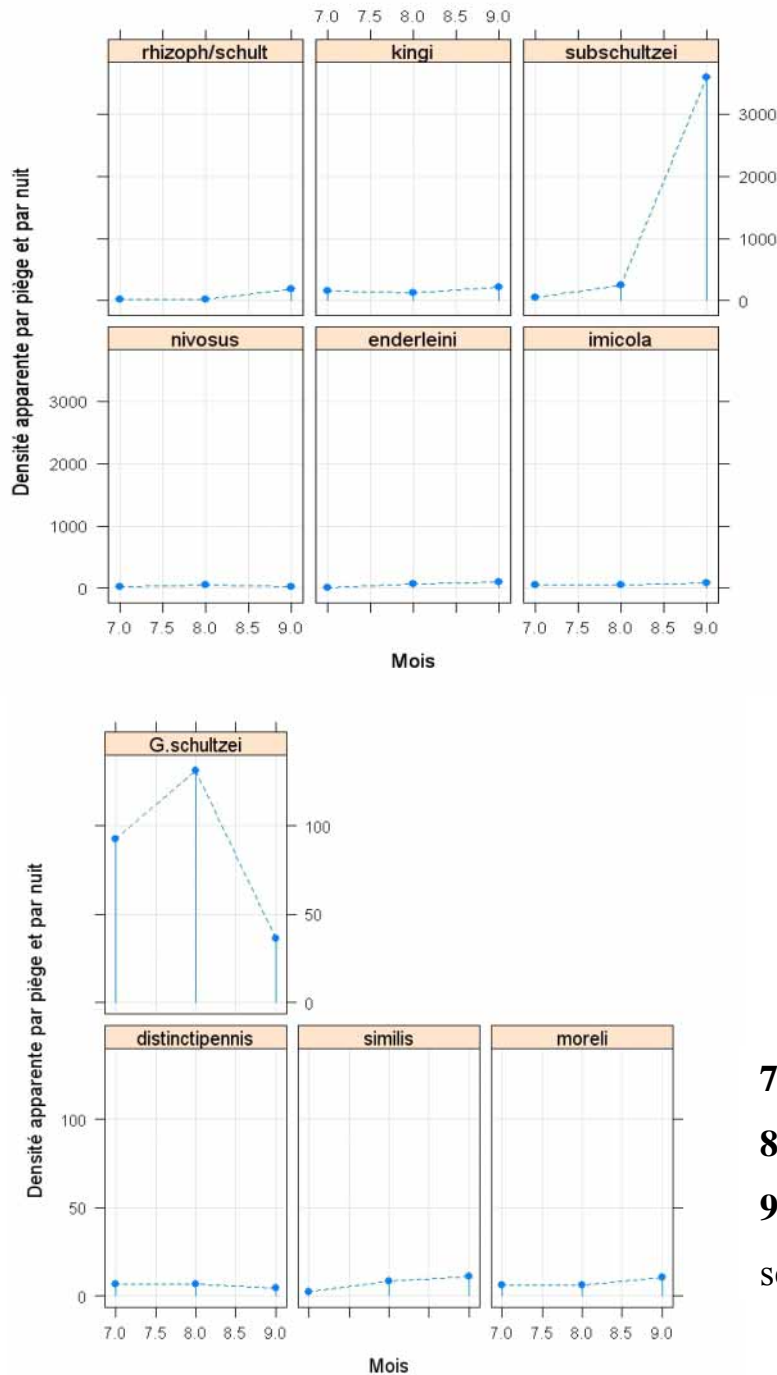 7.0 7.5 8.0 8.5 9.0
rhizoph/schult kingi subschultzei
3000
2000
1000
0
Densité apparente par piège et par nuit
nivosus enderleini imicola
3000
2000
1000
0
7.0 7.5 8.0 8.5 9.0 7.0 7.5 8.0 8.5 9.0
Mois
G.schultzei
100
50
0
Densité apparente par piège et par nuit
distinctipennis similis moreli
100
50
0
7.0 7.5 8.0 8.5 9.0 7.0 7.5 8.0 8.5 9.0
Mois
7
8
9